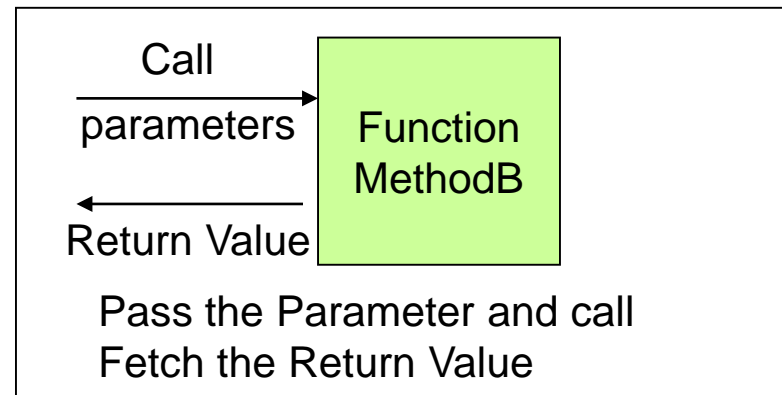 Call
parameters
Function
MethodB
Return Value
Pass the Parameter and call
Fetch the Return Value